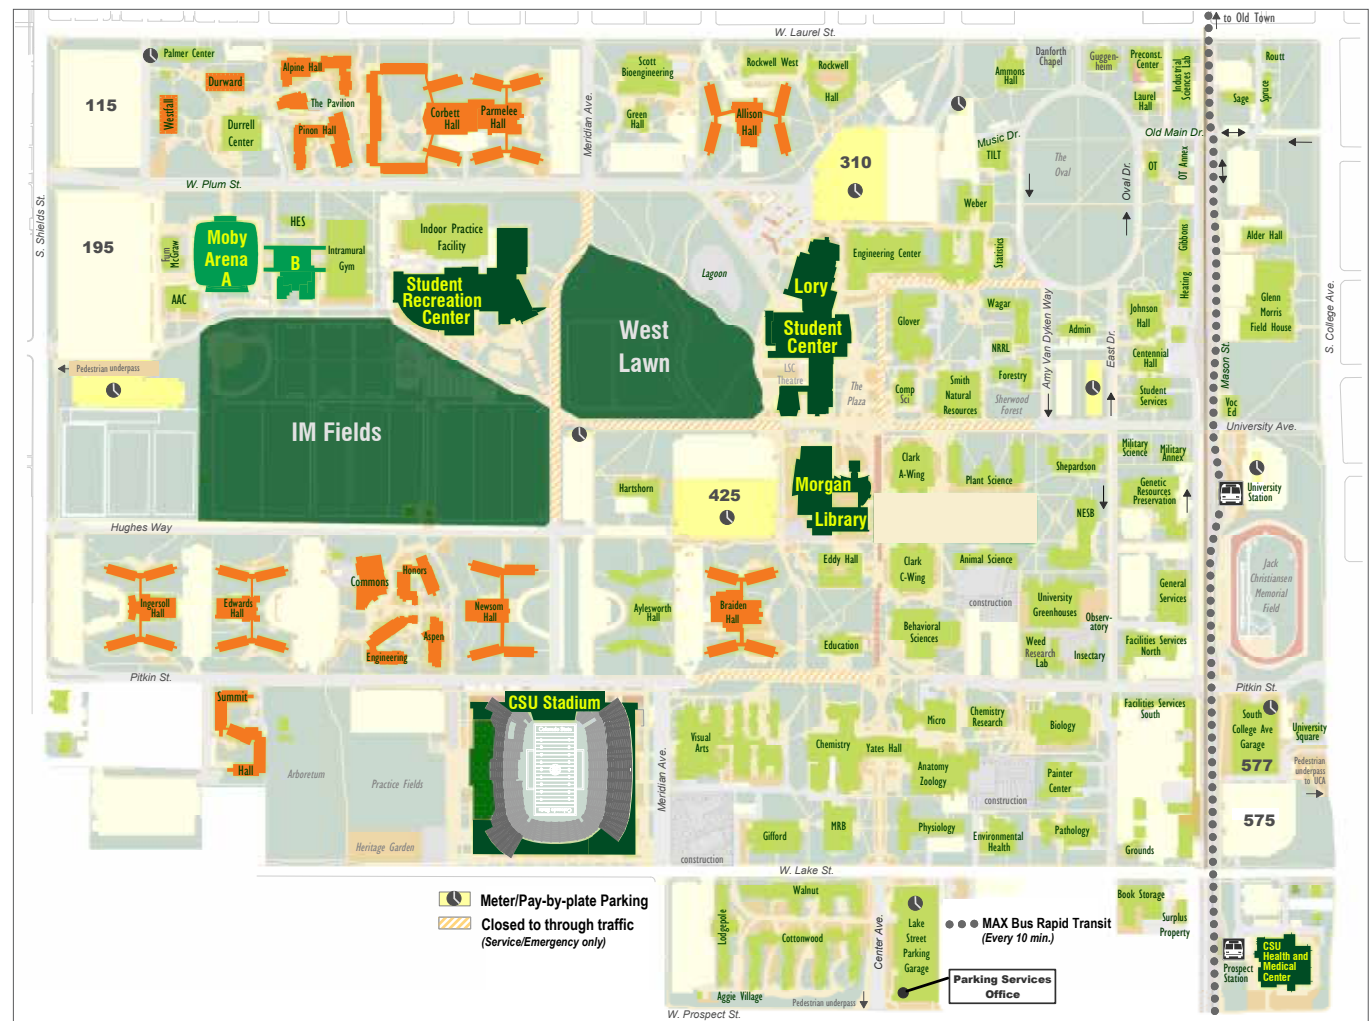 to Old Town
W. Laurel St.
Palmer Center
115
Durward
Westfall
Alpine Hall
The Pavilion
Pinon Hall
Durrell
Center
Corbett
Hall
Parmelee
Hall
Meridian Ave.
Scott
Bioengineering
Green
Hall
Rockwell West
Rockwell
Hall
Allison
Hall
310
Ammons
Hall
Danforth
Chapel
Guggen-
heim
Preconst.
Center
Industrial
Sciences Lab
Laurel
Hall
Routt
Sage
Spruce
Old Main Dr.
Music Dr.
TILT
The
Oval
Oval Dr.
OT
OT Annex
W. Plum St.
S. Shields St.
195
Fum
McGraw
Moby
Arena
A
HES
B
Intramural
Gym
AAC
Indoor Practice
Facility
Student
Recreation
Center
West
Lawn
Lagoon
Lory
Student
Center
LSC
Theatre
The
Plaza
Weber
Engineering Center
Statistics
Gibbons
Heating
Alder Hall
Glenn
Morris
Field House
S. College Ave.
Glover
Wagar
NRRL
Forestry
Comp
Sci
Smith
Natural
Resources
Sherwood
Forest
Amy Van Dyken Way
Admin
East Dr.
Johnson
Hall
Centennial
Hall
Student
Services
Mason St.
Voc
Ed
University Ave.
Pedestrian underpass
IM Fields
Hartshorn
425
Morgan
Library
Clark
A-Wing
Plant Science
Shepardson
NESB
Military
Science
Military
Annex
Genetic
Resources
Preservation
University
Station
Hughes Way
Ingersoll
Hall
Edwards
Hall
Commons
Honors
Engineering
Aspen
Newsom
Hall
Aylesworth
Hall
Braiden
Hall
Eddy Hall
Education
Clark
C-Wing
Animal Science
construction
Behavioral
Sciences
University
Greenhouses
Observ-
atory
Weed
Research
Lab
Insectary
General
Services
Facilities Services
North
Jack
Christiansen
Memorial
Field
Pitkin St.
Pitkin St.
Summit
Hall
Arboretum
Practice Fields
Heritage Garden
CSU Stadium
Meridian Ave.
Visual
Arts
construction
Gifford
Chemistry
MRB
Yates Hall
Micro
Chemistry
Research
Biology
Anatomy
Zoology
construction
Painter
Center
Physiology
Environmental
Health
Pathology
Facilities Services
South
Grounds
South
College Ave
Garage
577
University
Square
Pedestrian
underpass
to UCA
575
W. Lake St.
Meter/Pay-by-plate Parking
Closed to through traffic
(Service/Emergency only)
Walnut
Lodgepole
Cottonwood
Aggie Village
Pedestrian underpass
Center Ave.
Lake
Street
Parking
Garage
MAX Bus Rapid Transit
(Every 10 min.)
Parking Services
Office
Book Storage
Surplus
Property
Prospect
Station
CSU
Health and
Medical
Center
W. Prospect St.